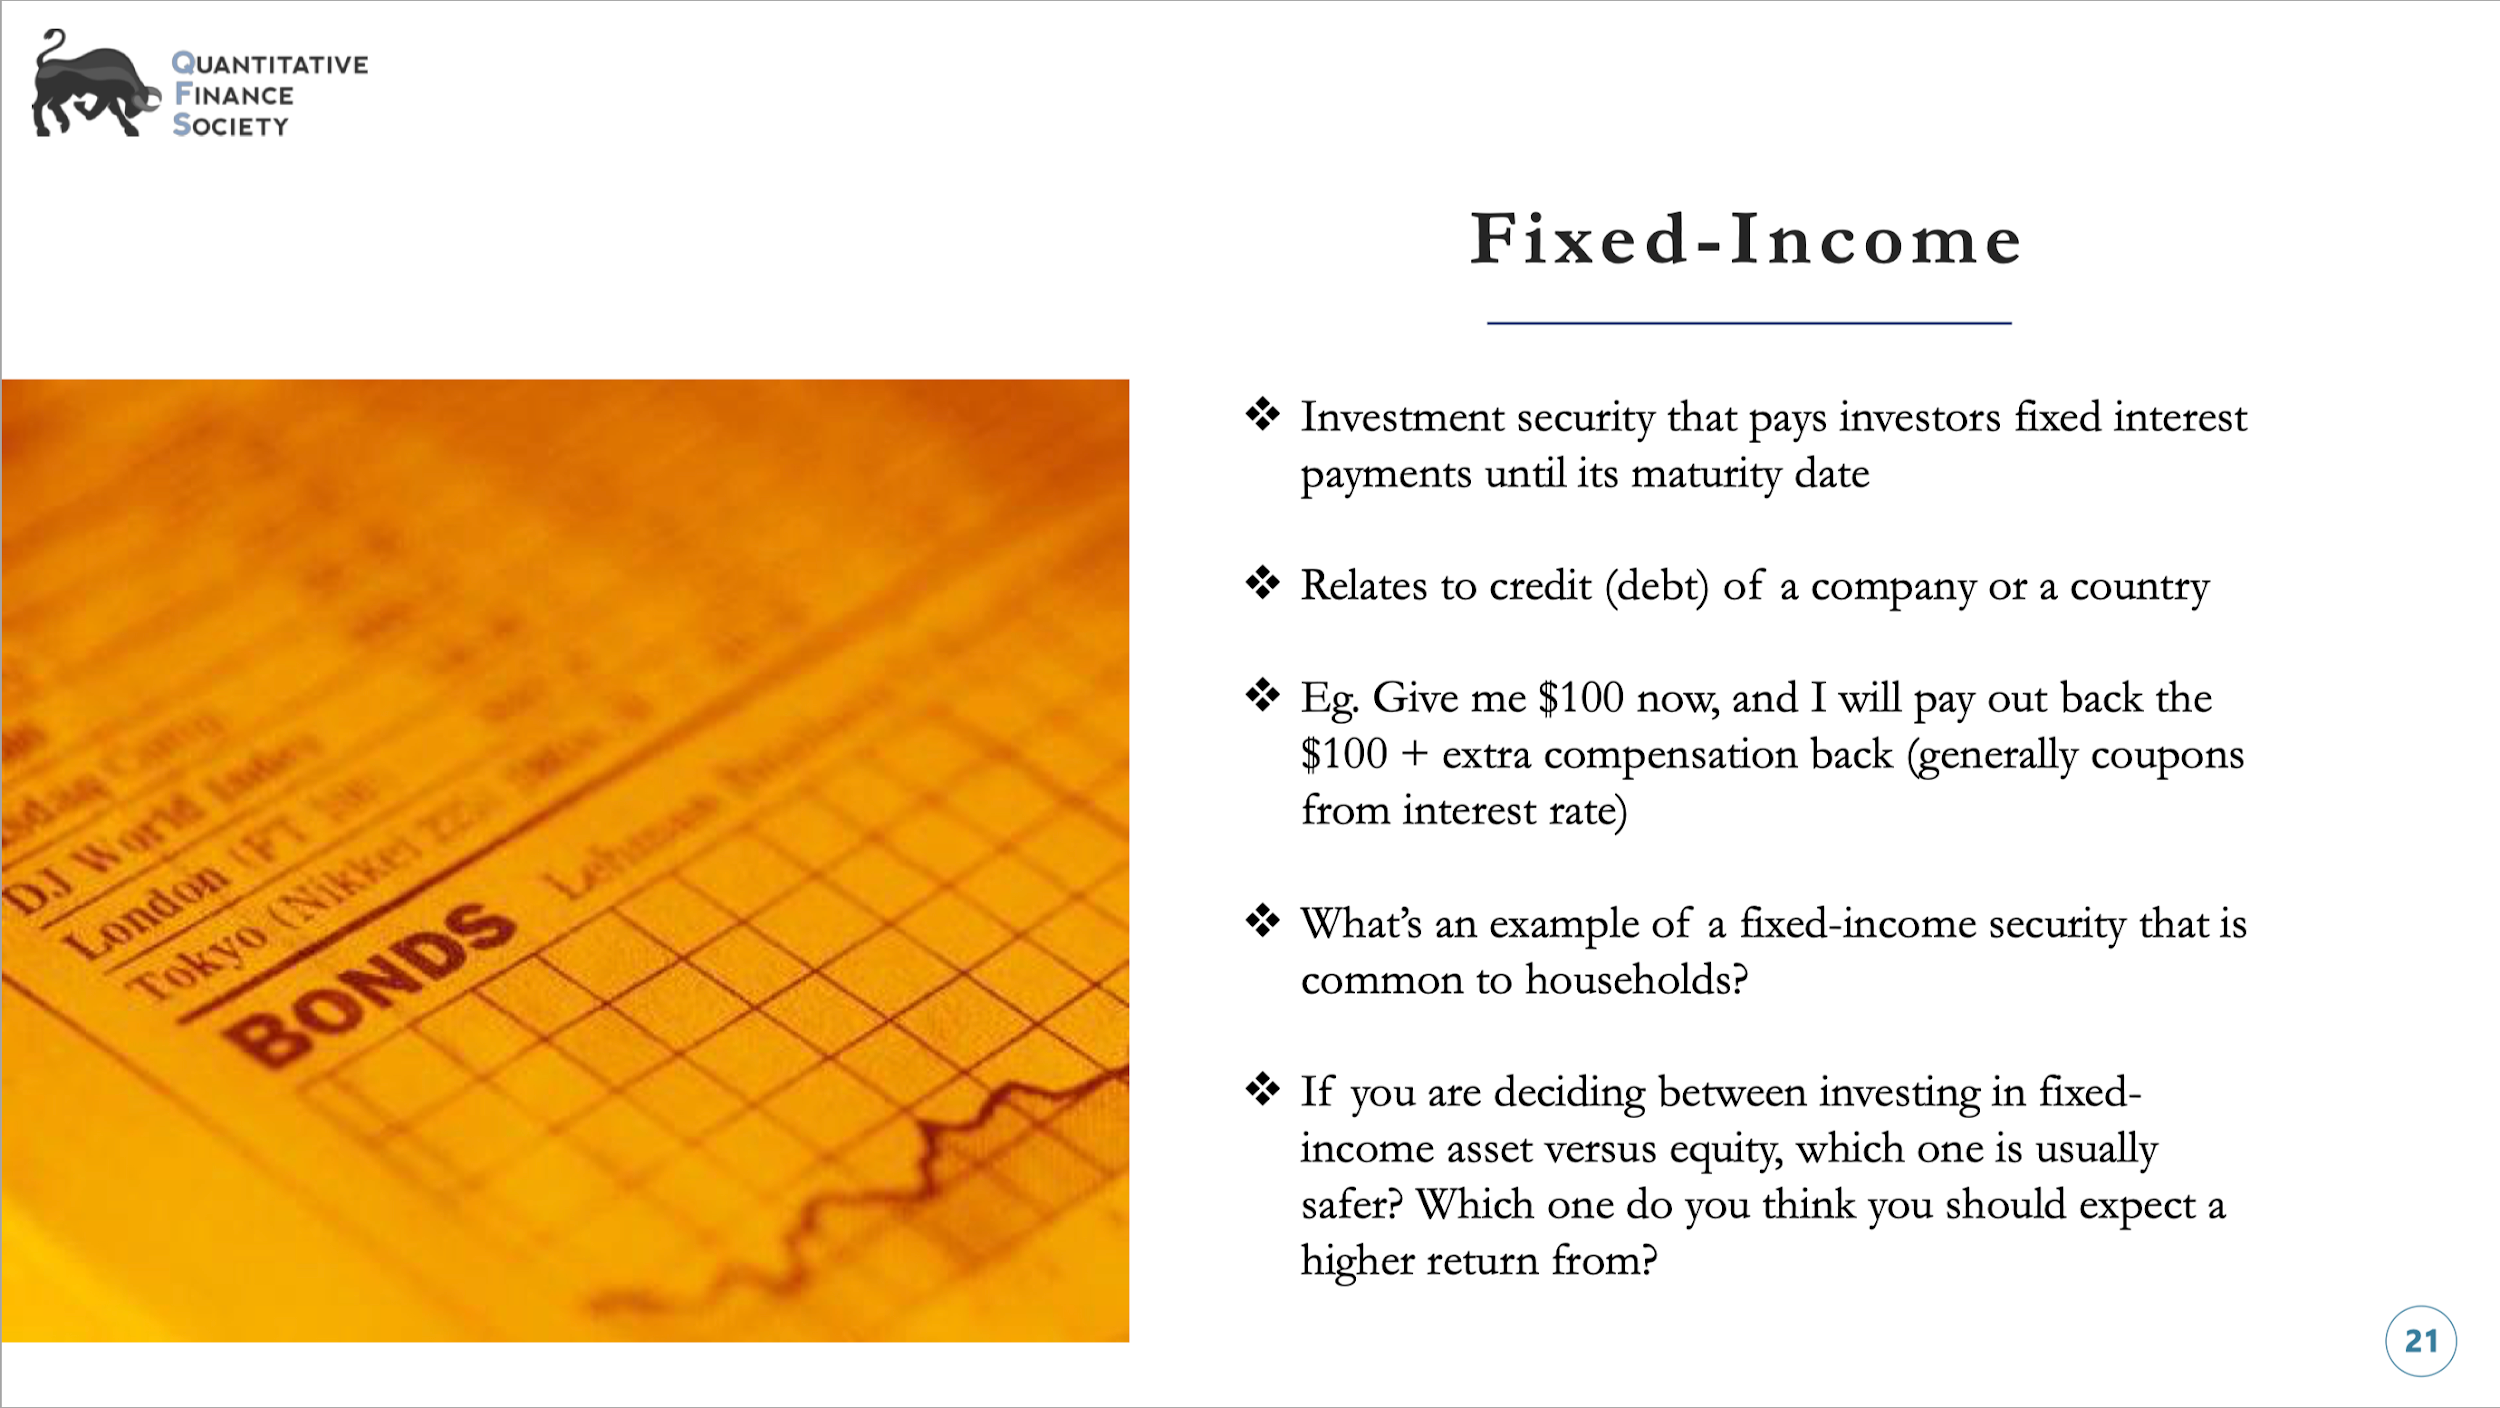 QUANTITATIVE
FINANCE
SOCIETY
Fixed-Income
❖ Investment security that pays investors fixed interest
payments until its maturity date
❖ Relates to credit (debt) of a company or a country
❖ Eg. Give me $100 now, and I will pay out back the
$100 + extra compensation back (generally coupons
from interest rate)
❖ What’s an example of a fixed-income security that is
common to households?
❖ If you are deciding between investing in fixed-
income asset versus equity, which one is usually
safer? Which one do you think you should expect a
higher return from?
DJ World Index
London (FT
Tokyo (Nikkei
BONDS Lehman
21